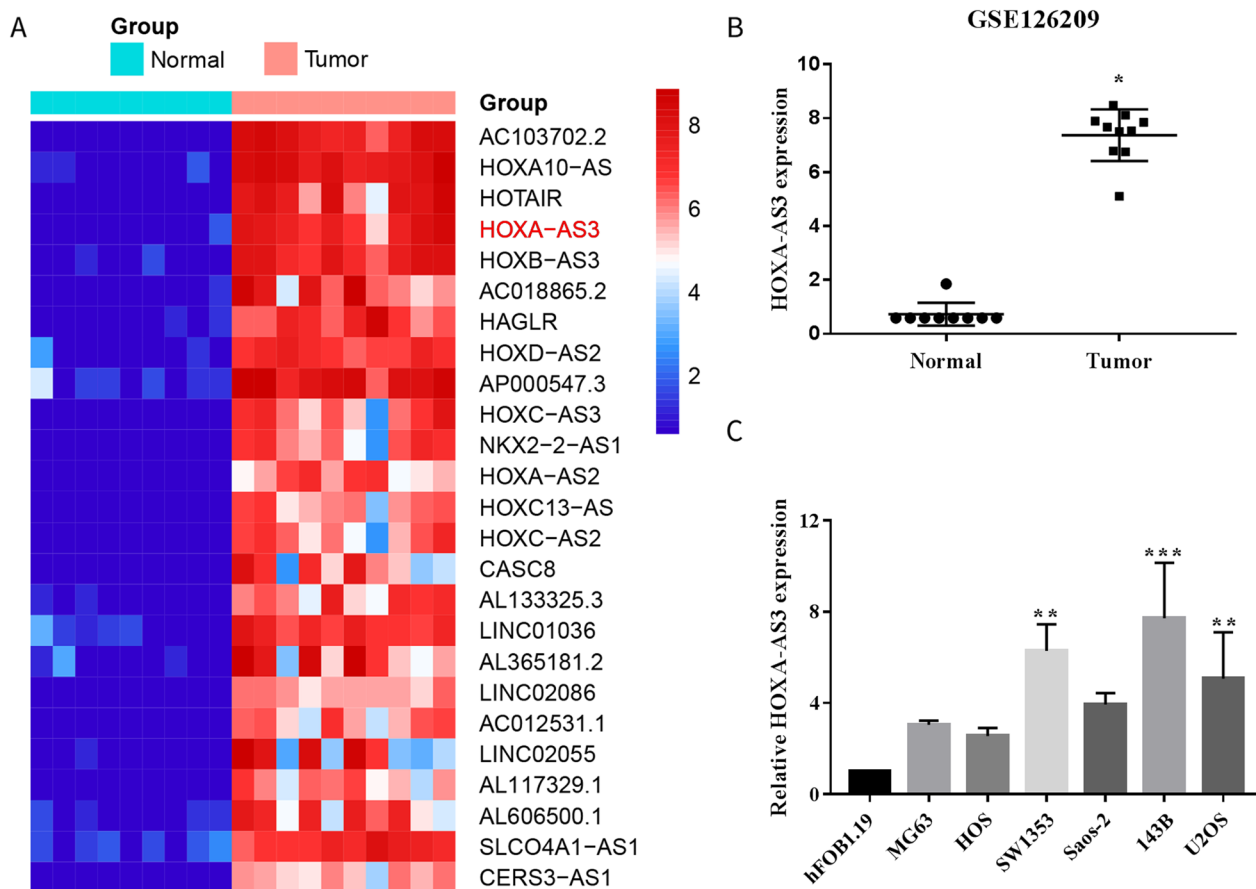 A
Group
Normal
Tumor
Group
AC103702.2
HOXA10−AS
HOTAIR
HOXA−AS3
HOXB−AS3
AC018865.2
HAGLR
HOXD−AS2
AP000547.3
HOXC−AS3
NKX2−2−AS1
HOXA−AS2
HOXC13−AS
HOXC−AS2
CASC8
AL133325.3
LINC01036
AL365181.2
LINC02086
AC012531.1
LINC02055
AL117329.1
AL606500.1
SLCO4A1−AS1
CERS3−AS1
8
6
4
2
B
GSE126209
HOXA-AS3 expression
10
8
6
4
2
0
*
Normal
Tumor
C
Relative HOXA-AS3 expression
12
8
4
0
**
***
**
hFOB1.19
MG63
HOS
SW1353
Saos-2
143B
U2OS